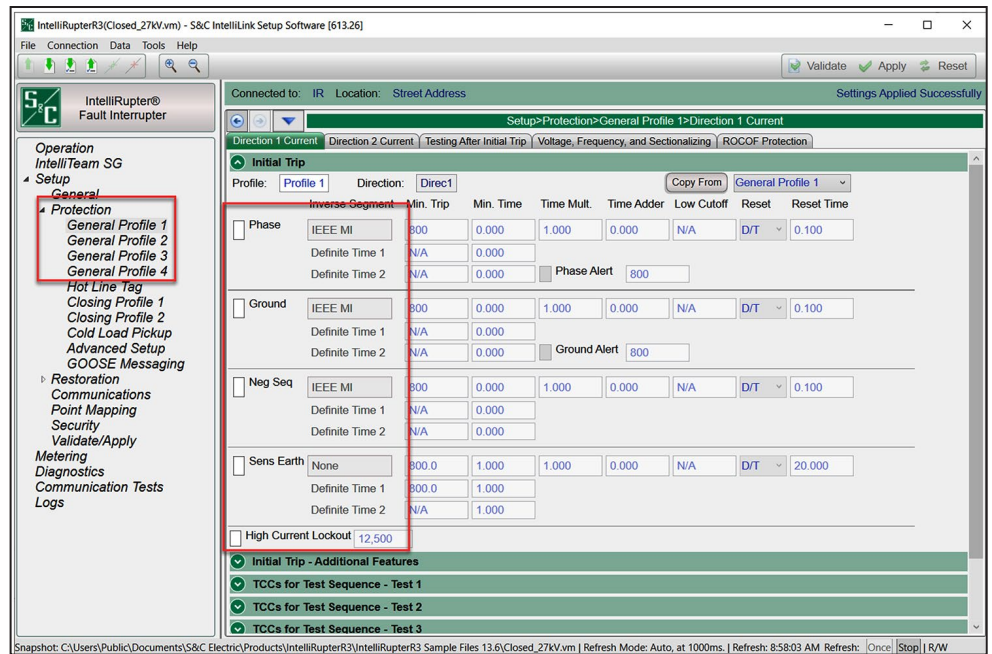 IntelliRupterR3(Closed_27kV.vm) - S&C IntelliLink Setup Software [613.26]
File Connection Data Tools Help
Validate Apply Reset
S&C
IntelliRupter®
Fault Interrupter
Connected to: IR Location: Street Address Settings Applied Successfully
Setup>Protection>General Profile 1>Direction 1 Current
Direction 1 Current Direction 2 Current Testing After Initial Trip Voltage, Frequency, and Sectionalizing ROCOF Protection
Operation
IntelliTeam SG
Setup
General
Protection
General Profile 1
General Profile 2
General Profile 3
General Profile 4
Hot Line Tag
Closing Profile 1
Closing Profile 2
Cold Load Pickup
Advanced Setup
GOOSE Messaging
Restoration
Communications
Point Mapping
Security
Validate/Apply
Metering
Diagnostics
Communication Tests
Logs
Initial Trip
Profile: Profile 1 Direction: Direc1 Copy From General Profile 1
Inverse Segment Min. Trip Min. Time Time Mult. Time Adder Low Cutoff Reset Reset Time
Phase IEEE MI 800 0.000 1.000 0.000 N/A D/T 0.100
Definite Time 1 N/A 0.000
Definite Time 2 N/A 0.000 Phase Alert 800
Ground IEEE MI 800 0.000 1.000 0.000 N/A D/T 0.100
Definite Time 1 N/A 0.000
Definite Time 2 N/A 0.000 Ground Alert 800
Neg Seq IEEE MI 800 0.000 1.000 0.000 N/A D/T 0.100
Definite Time 1 N/A 0.000
Definite Time 2 N/A 0.000
Sens Earth None 800.0 1.000 1.000 0.000 N/A D/T 20.000
Definite Time 1 800.0 1.000
Definite Time 2 N/A 1.000
High Current Lockout 12,500
Initial Trip - Additional Features
TCCs for Test Sequence - Test 1
TCCs for Test Sequence - Test 2
TCCs for Test Sequence - Test 3
Snapshot: C:\Users\Public\Documents\S&C Electric\Products\IntelliRupterR3\IntelliRupterR3 Sample Files 13.6\Closed_27kV.vm | Refresh Mode: Auto, at 1000ms. | Refresh: 8:58:03 AM Refresh: Once Stop | R/W